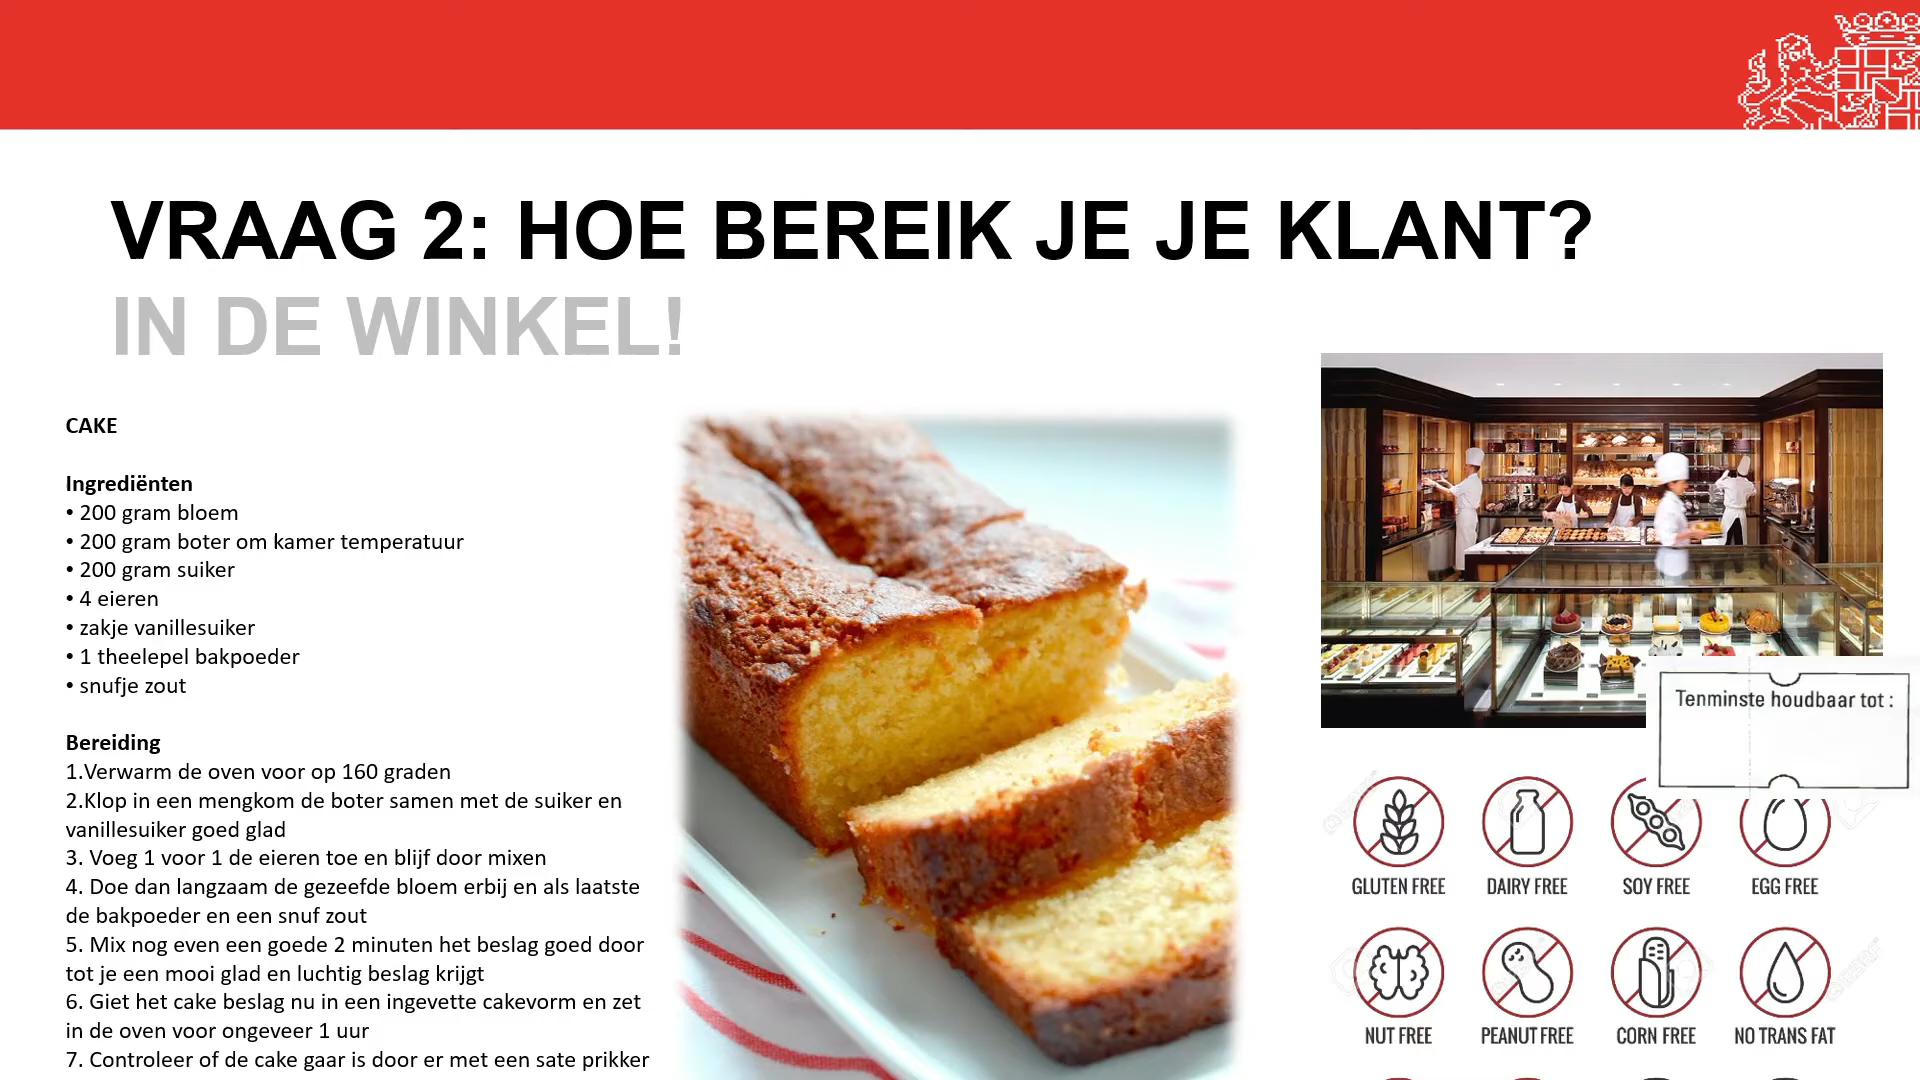 VRAAG 2: HOE BEREIK JE JE KLANT?
IN DE WINKEL!
CAKE
Ingrediënten
• 200 gram bloem
• 200 gram boter om kamer temperatuur
• 200 gram suiker
• 4 eieren
• zakje vanillesuiker
• 1 theelepel bakpoeder
• snufje zout
Bereiding
1.Verwarm de oven voor op 160 graden
2.Klop in een mengkom de boter samen met de suiker en
vanillesuiker goed glad
3. Voeg 1 voor 1 de eieren toe en blijf door mixen
4. Doe dan langzaam de gezeefde bloem erbij en als laatste
de bakpoeder en een snuf zout
5. Mix nog even een goede 2 minuten het beslag goed door
tot je een mooi glad en luchtig beslag krijgt
6. Giet het cake beslag nu in een ingevette cakevorm en zet
in de oven voor ongeveer 1 uur
7. Controleer of de cake gaar is door er met een sate prikker
Tenminste houdbaar tot :
GLUTEN FREE
DAIRY FREE
SOY FREE
EGG FREE
NUT FREE
PEANUT FREE
CORN FREE
NO TRANS FAT